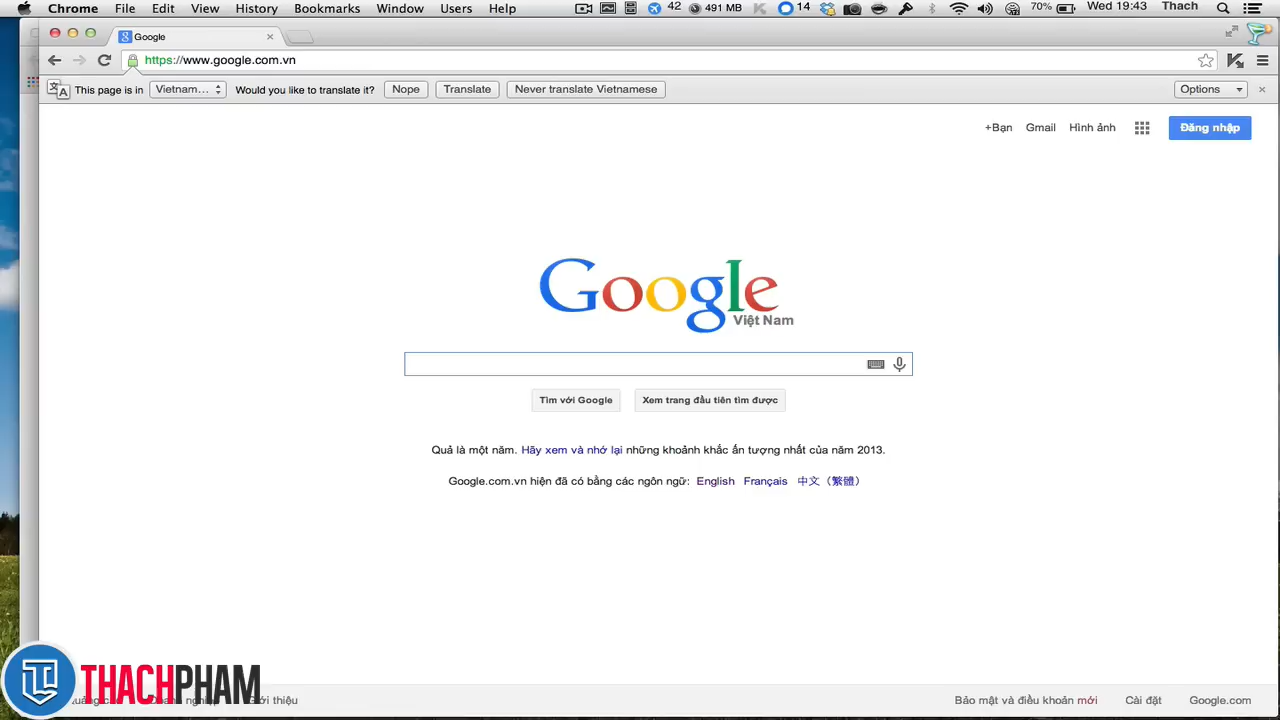 Chrome File Edit View History Bookmarks Window Users Help 42 491 MB 14 70% Wed 19:43 Thach
Google
https://www.google.com.vn
This page is in Vietnam... Would you like to translate it? Nope Translate Never translate Vietnamese Options
+Bạn Gmail Hình ảnh Đăng nhập
Google
Việt Nam
Tìm với Google Xem trang đầu tiên tìm được
Quả là một năm. Hãy xem và nhớ lại những khoảnh khắc ấn tượng nhất của năm 2013.
Google.com.vn hiện đã có bằng các ngôn ngữ: English Français 中文（繁體）
THACHPHAM
Giới thiệu Bảo mật và điều khoản mới Cài đặt Google.com